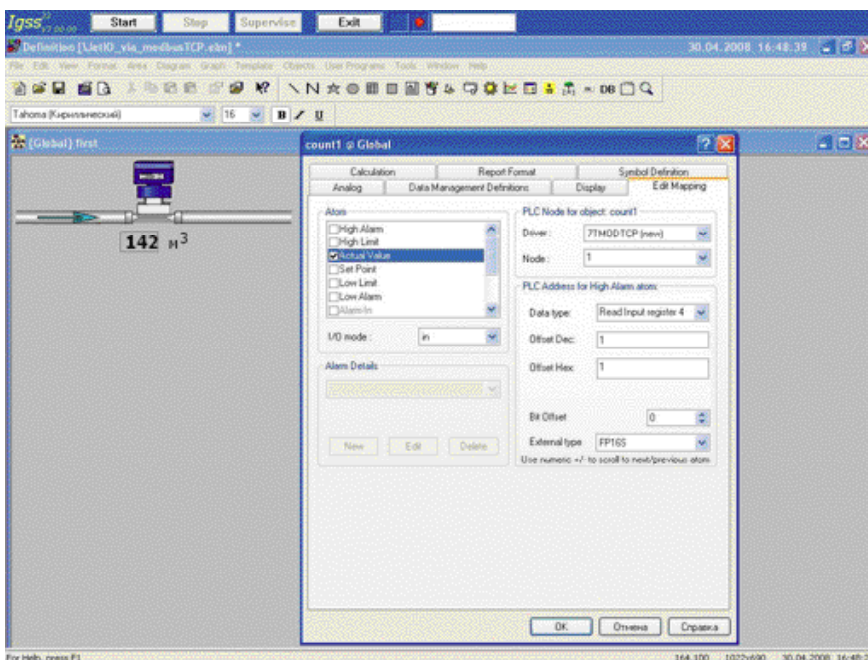 Igss V7.00.00 Start Stop Supervise Exit
Definition [UetIO_via_modbusTCP.elm] * 30.04.2008 16:48:39
File Edit View Format Area Diagram Graph Template Objects User Programs Tools Window Help
DB
Tahoma (Кириллический) 16 B I U
(Global) first
142 м3
count1 @ Global
Calculation Report Format Symbol Definition
Analog Data Management Definitions Display Edit Mapping
Atom
High Alarm
High Limit
Actual Value
Set Point
Low Limit
Low Alarm
Alarm In
I/O mode : in
Alarm Details
New Edit Delete
PLC Node for object: count1
Driver: 7TMODTCP (new)
Node : 1
PLC Address for High Alarm atom:
Data type: Read Input register 4
Offset Dec: 1
Offset Hex: 1
Bit Offset 0
External type FP16S
Use numeric +/- to scroll to next/previous atom
OK Отмена Справка
For Help, press F1 164,100 1022x690 30.04.2008